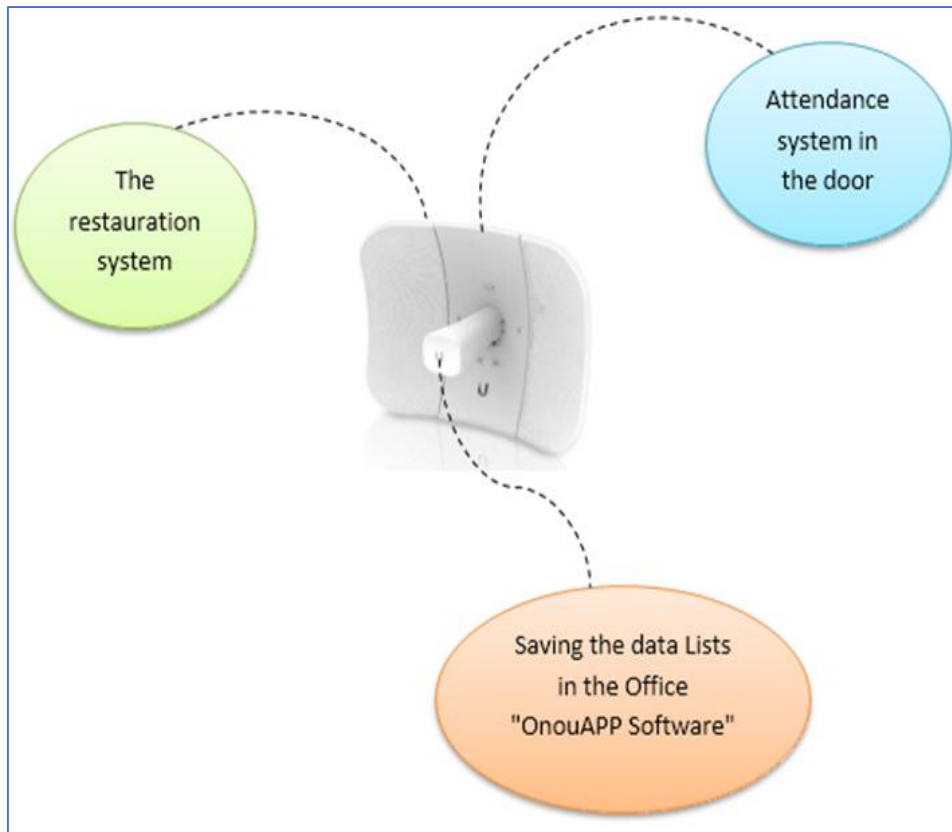 The
restauration
system
Attendance
system in
the door
Saving the data Lists
in the Office
"OnouAPP Software"